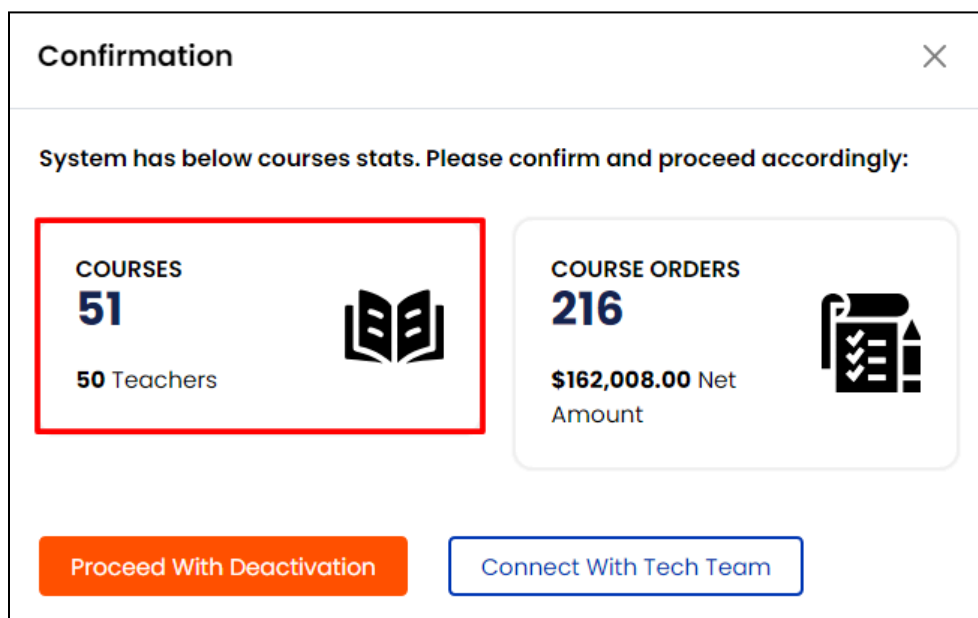 Confirmation
System has below courses stats. Please confirm and proceed accordingly:
COURSES
51
50 Teachers
COURSE ORDERS
216
$162,008.00 Net
Amount
Proceed With Deactivation
Connect With Tech Team